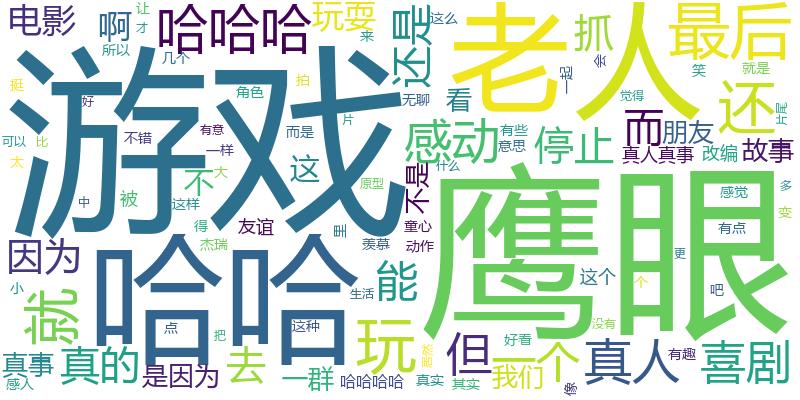 电影
啊
哈哈哈
玩耍
还是
这么
抓
最后
让
才
所以
几个
来
会
笑
就是
一起
老人
游戏
挺
好
角色
拍
无聊
看
觉得
还
片尾
可以
比
太
不错
有意
一样
而是
片
感动
有些
意思
停止
而
朋友
真人真事
改编
故事
不
大
这
原型
不是
什么
鹰眼
中
这样
被
得
友谊
杰瑞
里
羡慕
童心
动作
感觉
有点
多
变
因为
哈哈
能
小
就
生活
这个
个
更
吧
点
把
这种
玩
但
好看
没有
居然
一个
真人
喜剧
真事
感人
真的
是因为
去
一群
哈哈哈哈
真实
其实
我们
像
有趣